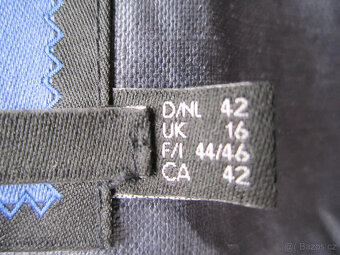 D/NL 42
UK 16
F/I 44/46
CA 42
Bazos.cz